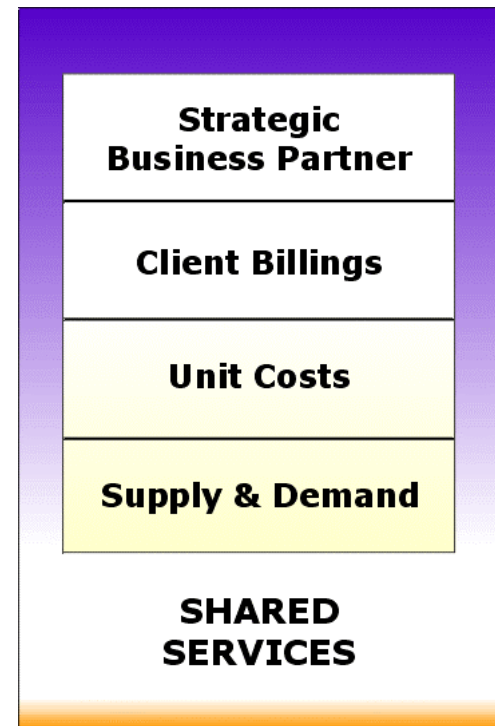 Strategic
Business Partner
Client Billings
Unit Costs
Supply & Demand
SHARED
SERVICES